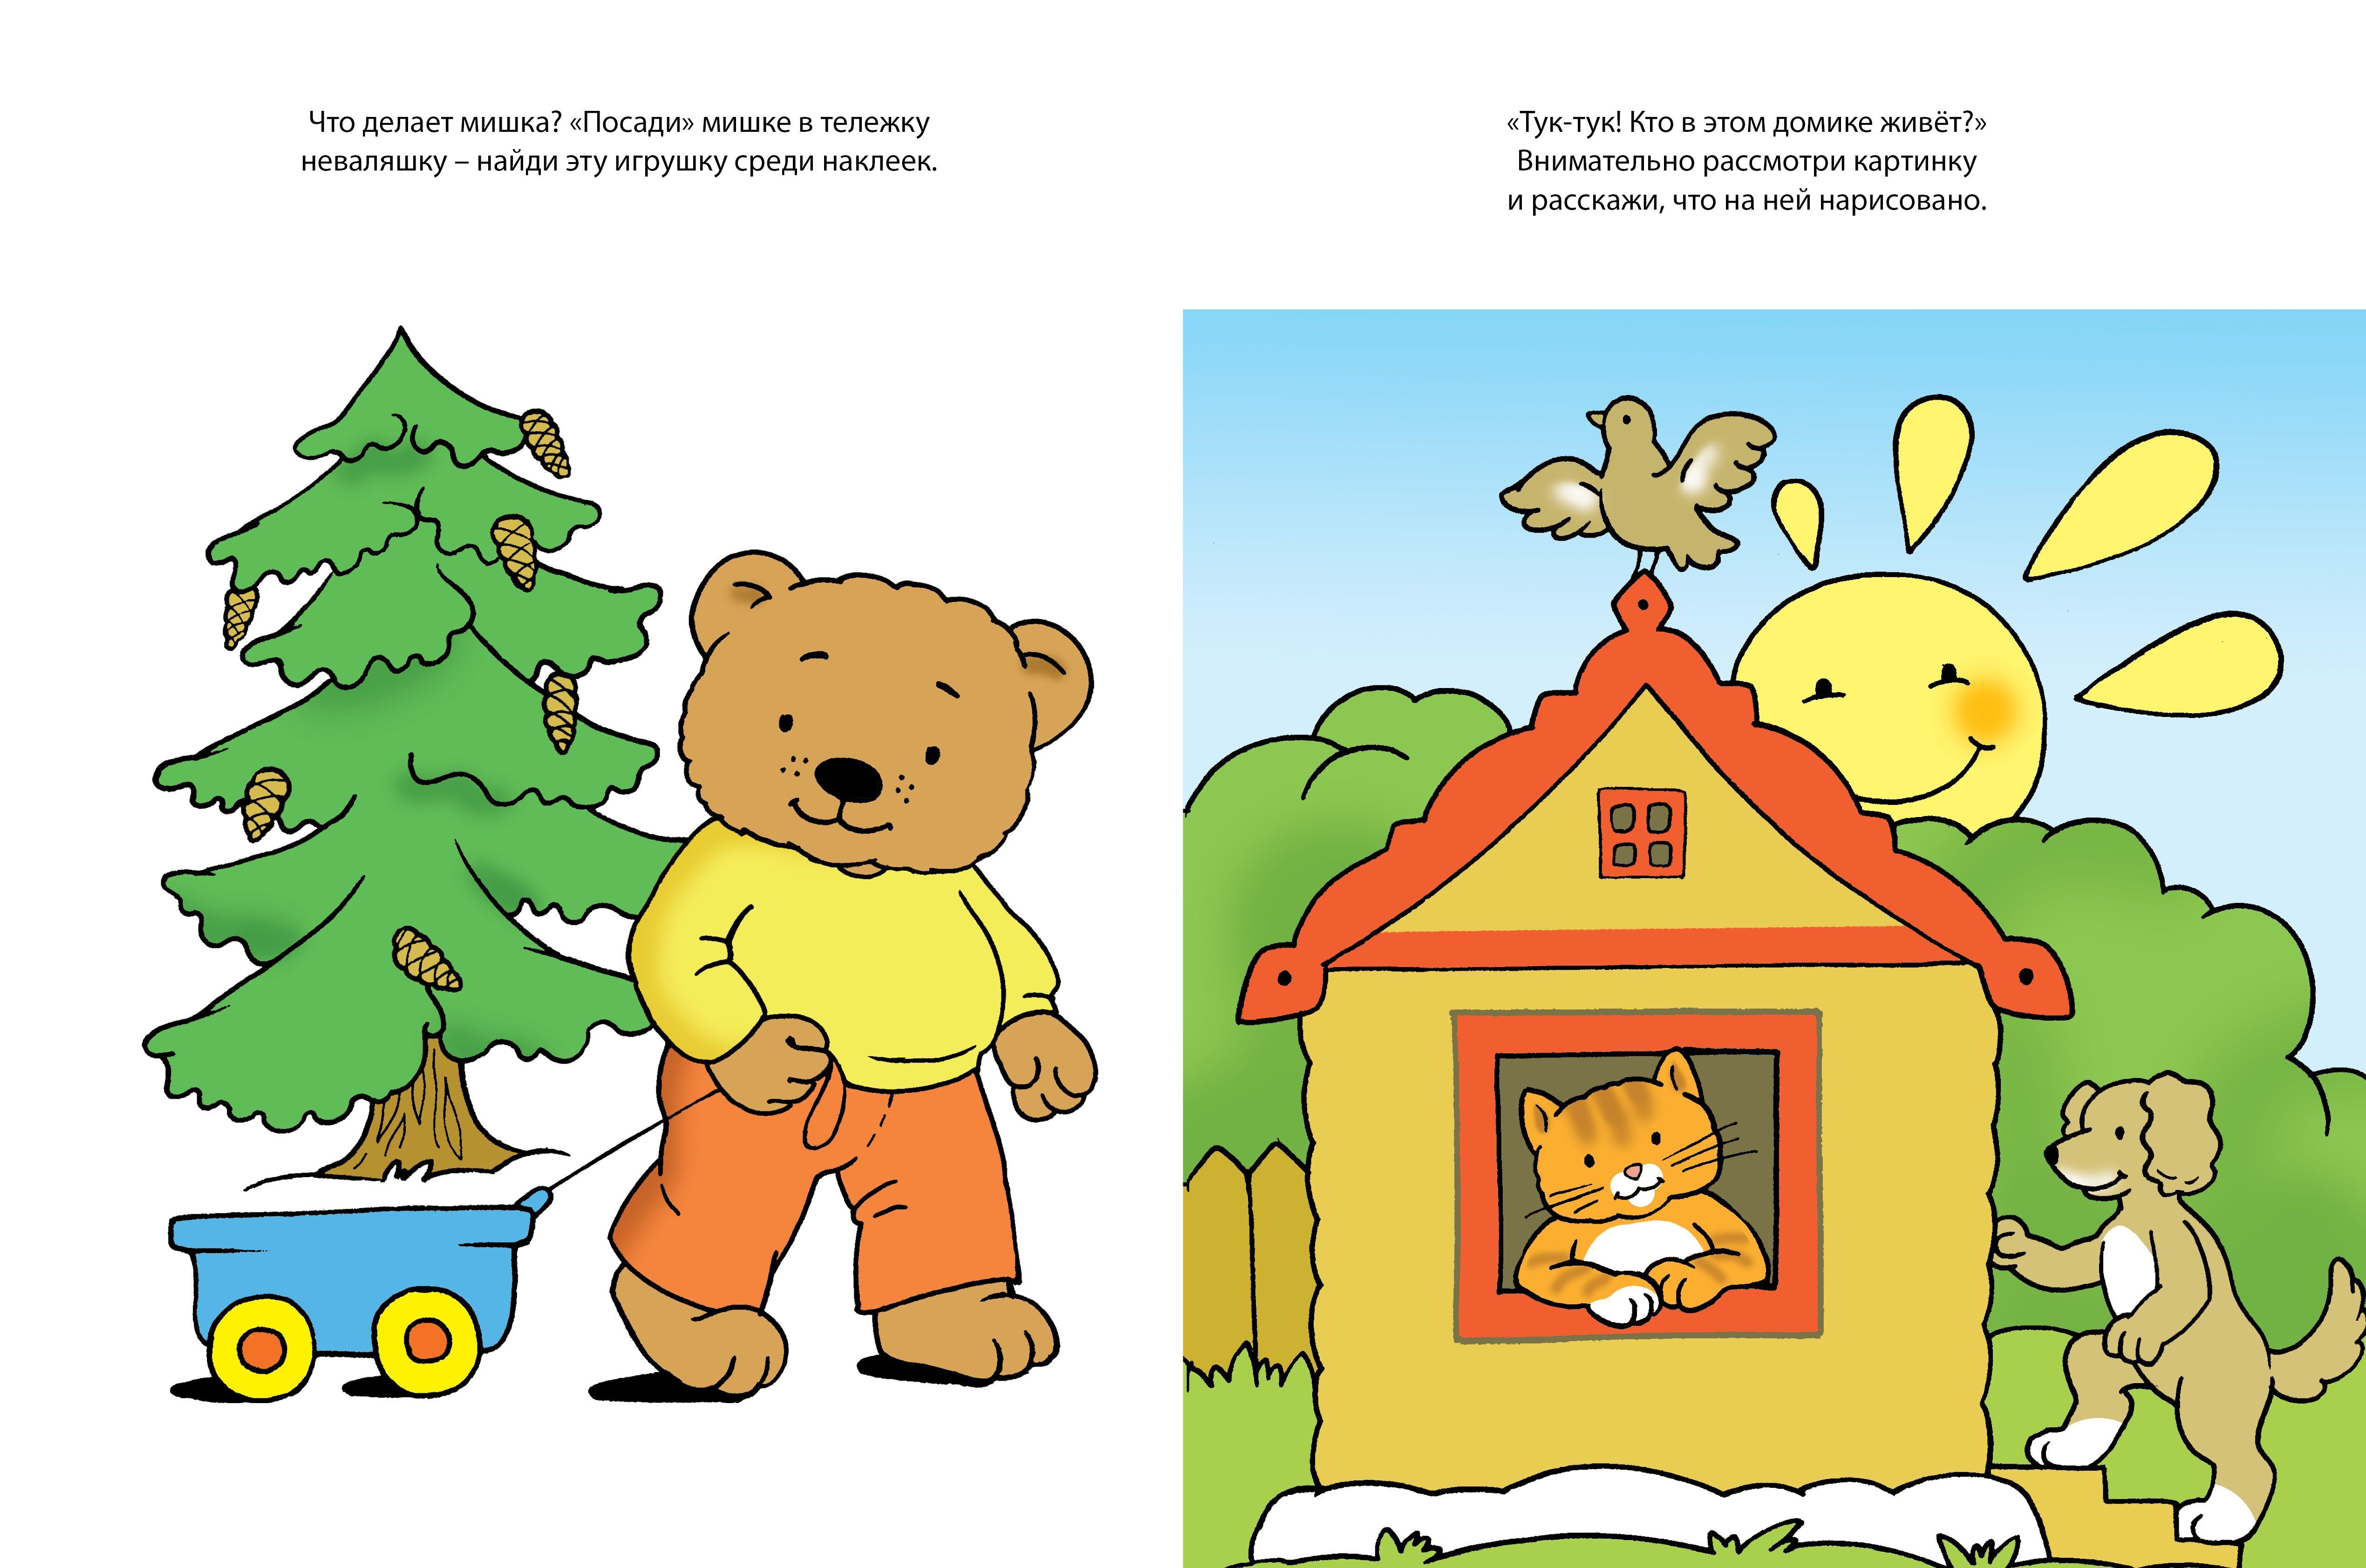 Что делает мишка? «Посади» мишке в тележку
неваляшку – найди эту игрушку среди наклеек.
«Тук-тук! Кто в этом домике живёт?»
Внимательно рассмотри картинку
и расскажи, что на ней нарисовано.